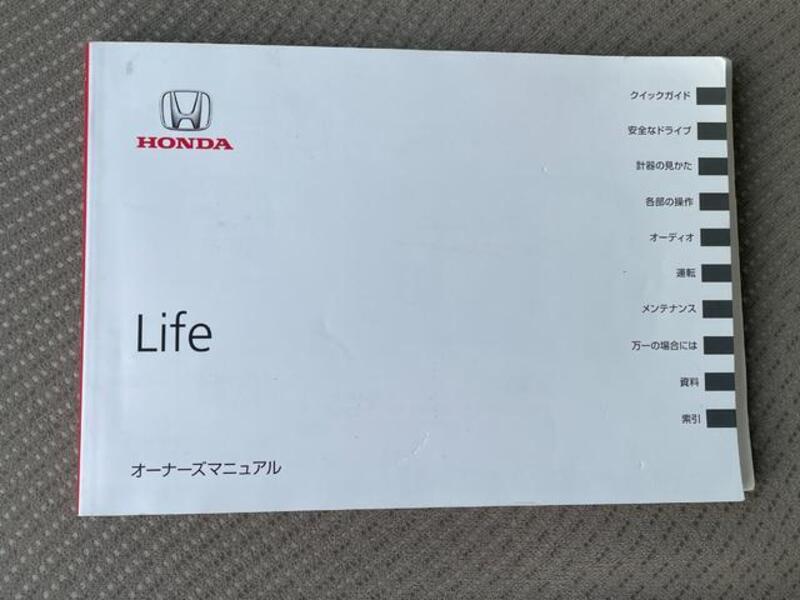 HONDA
Life
オーナーズマニュアル
クイックガイド
安全なドライブ
計器の見かた
各部の操作
オーディオ
運転
メンテナンス
万一の場合には
資料
索引